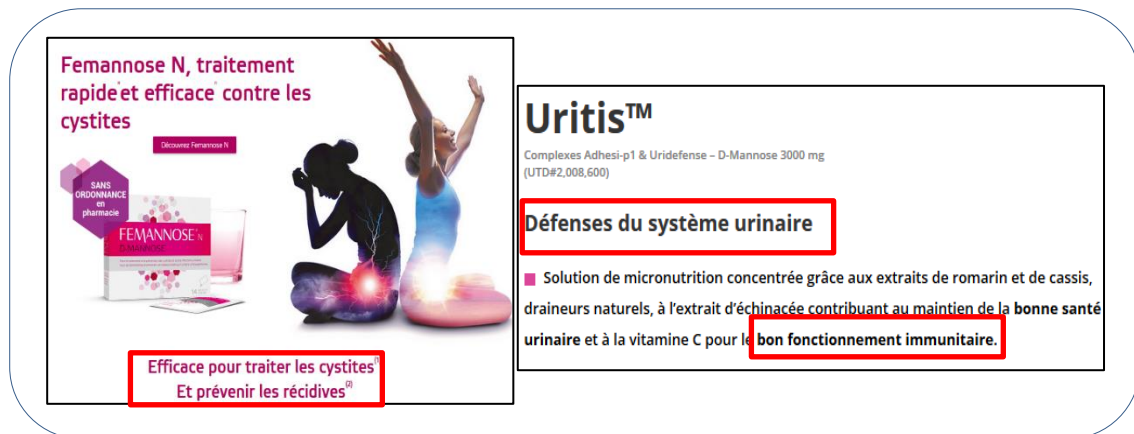 Femannose N, traitement
rapide* et efficace* contre les
cystites
Découvrez Femannose N
SANS
ORDONNANCE
en
pharmacie
FEMANNOSE® N
D-MANNOSE
Efficace pour traiter les cystites(1)
Et prévenir les récidives(2)
Uritis™
Complexes Adhesi-p1 & Uridefense – D-Mannose 3000 mg
(UTD#2,008,600)
Défenses du système urinaire
Solution de micronutrition concentrée grâce aux extraits de romarin et de cassis,
draineurs naturels, à l'extrait d'échinacée contribuant au maintien de la bonne santé
urinaire et à la vitamine C pour le bon fonctionnement immunitaire.